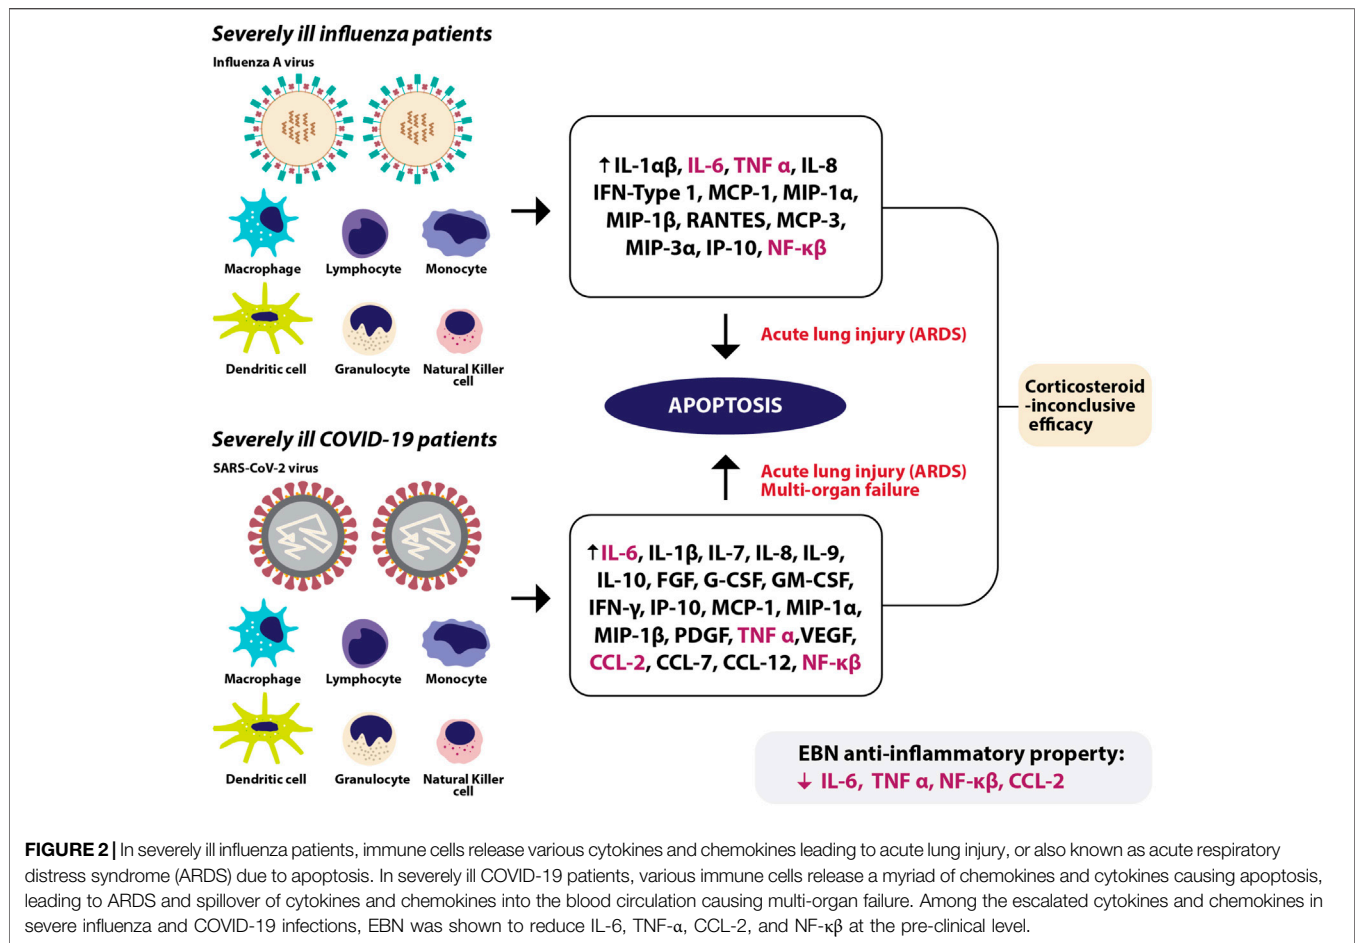 Severely ill influenza patients
Influenza A virus
Macrophage
Lymphocyte
Monocyte
Dendritic cell
Granulocyte
Natural Killer
cell
↑ IL-1αβ, IL-6, TNF α, IL-8
IFN-Type 1, MCP-1, MIP-1α,
MIP-1β, RANTES, MCP-3,
MIP-3α, IP-10, NF-κβ
Acute lung injury (ARDS)
APOPTOSIS
Corticosteroid
-inconclusive
efficacy
Severely ill COVID-19 patients
SARS-CoV-2 virus
Macrophage
Lymphocyte
Monocyte
Dendritic cell
Granulocyte
Natural Killer
cell
Acute lung injury (ARDS)
Multi-organ failure
↑ IL-6, IL-1β, IL-7, IL-8, IL-9,
IL-10, FGF, G-CSF, GM-CSF,
IFN-γ, IP-10, MCP-1, MIP-1α,
MIP-1β, PDGF, TNF α,VEGF,
CCL-2, CCL-7, CCL-12, NF-κβ
EBN anti-inflammatory property:
↓ IL-6, TNF α, NF-κβ, CCL-2
FIGURE 2 | In severely ill influenza patients, immune cells release various cytokines and chemokines leading to acute lung injury, or also known as acute respiratory
distress syndrome (ARDS) due to apoptosis. In severely ill COVID-19 patients, various immune cells release a myriad of chemokines and cytokines causing apoptosis,
leading to ARDS and spillover of cytokines and chemokines into the blood circulation causing multi-organ failure. Among the escalated cytokines and chemokines in
severe influenza and COVID-19 infections, EBN was shown to reduce IL-6, TNF-α, CCL-2, and NF-κβ at the pre-clinical level.